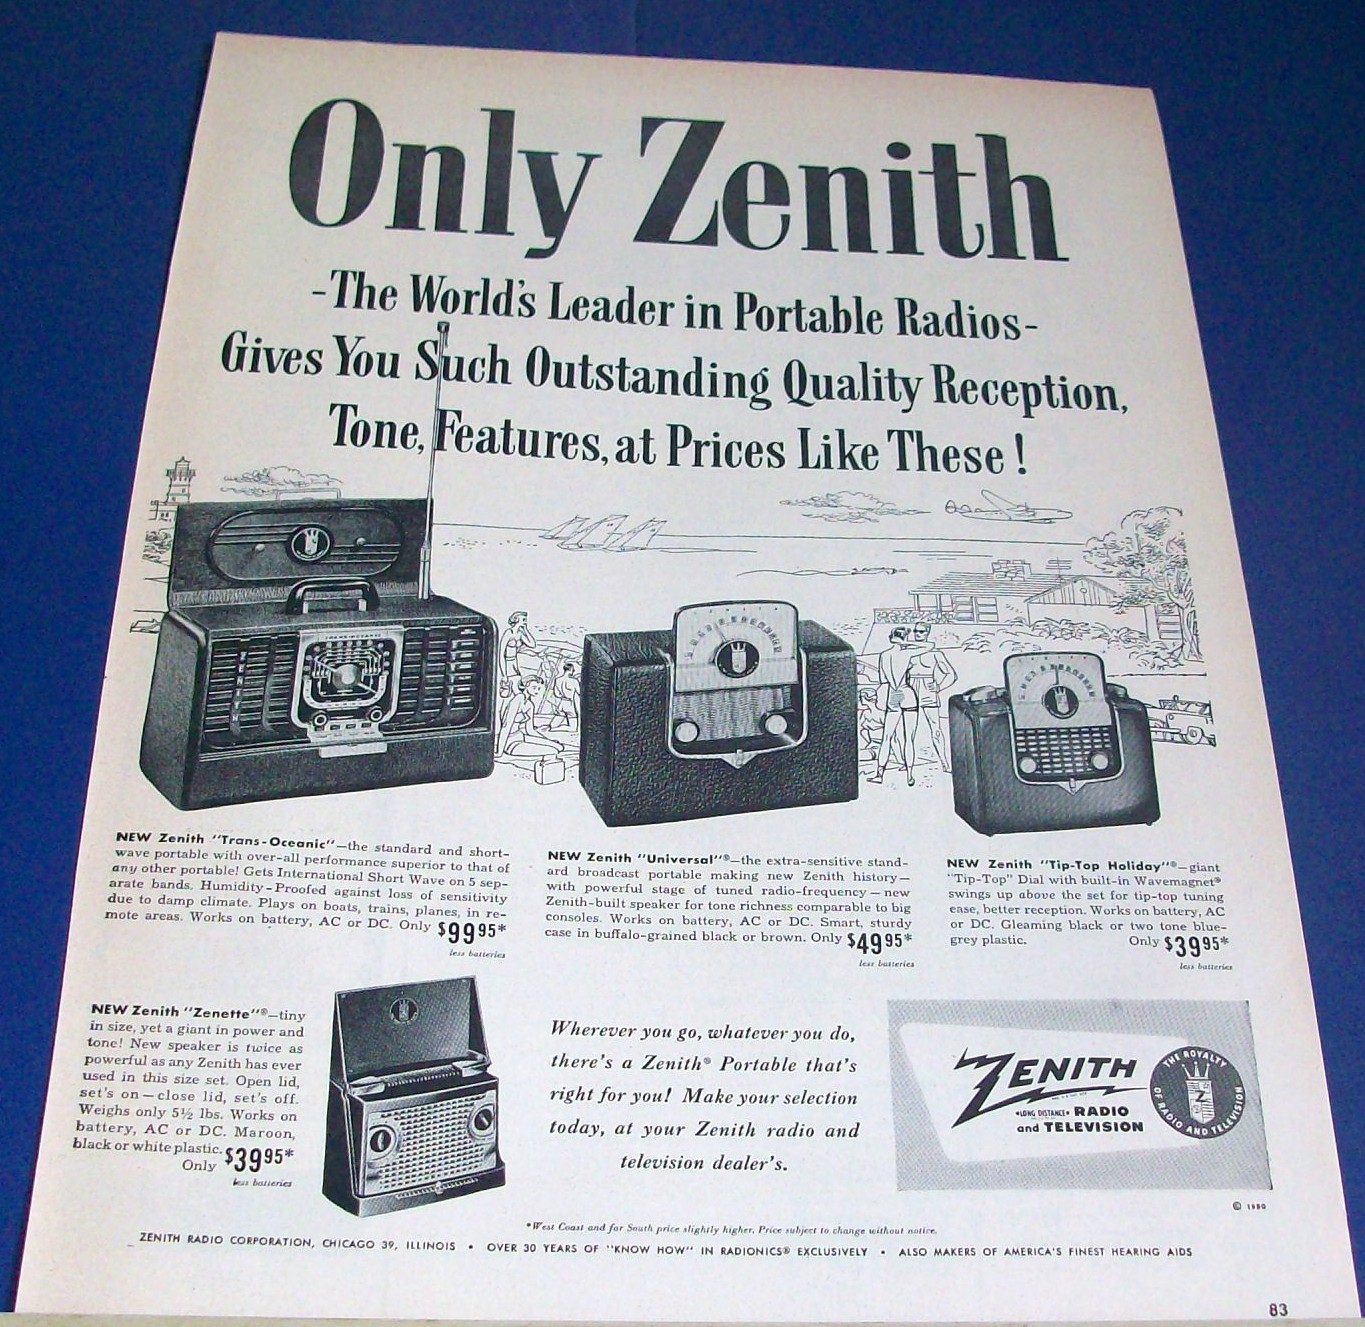 Only Zenith
-The World's Leader in Portable Radios-
Gives You Such Outstanding Quality Reception,
Tone, Features, at Prices Like These!
TRANS-OCEANIC
NEW Zenith "Trans-Oceanic"—the standard and short-
wave portable with over-all performance superior to that of
any other portable! Gets International Short Wave on 5 sep-
arate bands. Humidity-Proofed against loss of sensitivity
due to damp climate. Plays on boats, trains, planes, in re-
mote areas. Works on battery, AC or DC. Only $99 95*
less batteries
NEW Zenith "Universal"®—the extra-sensitive stand-
ard broadcast portable making new Zenith history—
with powerful stage of tuned radio-frequency—new
Zenith-built speaker for tone richness comparable to big
consoles. Works on battery, AC or DC. Smart, sturdy
case in buffalo-grained black or brown. Only $49 95*
less batteries
NEW Zenith "Tip-Top Holiday"®—giant
"Tip-Top" Dial with built-in Wavemagnet®
swings up above the set for tip-top tuning
ease, better reception. Works on battery, AC
or DC. Gleaming black or two tone blue-
grey plastic. Only $39 95*
less batteries
NEW Zenith "Zenette"®—tiny
in size, yet a giant in power and
tone! New speaker is twice as
powerful as any Zenith has ever
used in this size set. Open lid,
set's on—close lid, set's off.
Weighs only 5½ lbs. Works on
battery, AC or DC. Maroon,
black or white plastic.
Only $39 95*
less batteries
Wherever you go, whatever you do,
there's a Zenith® Portable that's
right for you! Make your selection
today, at your Zenith radio and
television dealer's.
ZENITH
•LONG DISTANCE• RADIO
and TELEVISION
THE ROYALTY
OF RADIO AND TELEVISION
Z
© 1950
*West Coast and far South price slightly higher. Price subject to change without notice.
ZENITH RADIO CORPORATION, CHICAGO 39, ILLINOIS • OVER 30 YEARS OF "KNOW HOW" IN RADIONICS® EXCLUSIVELY • ALSO MAKERS OF AMERICA'S FINEST HEARING AIDS
83